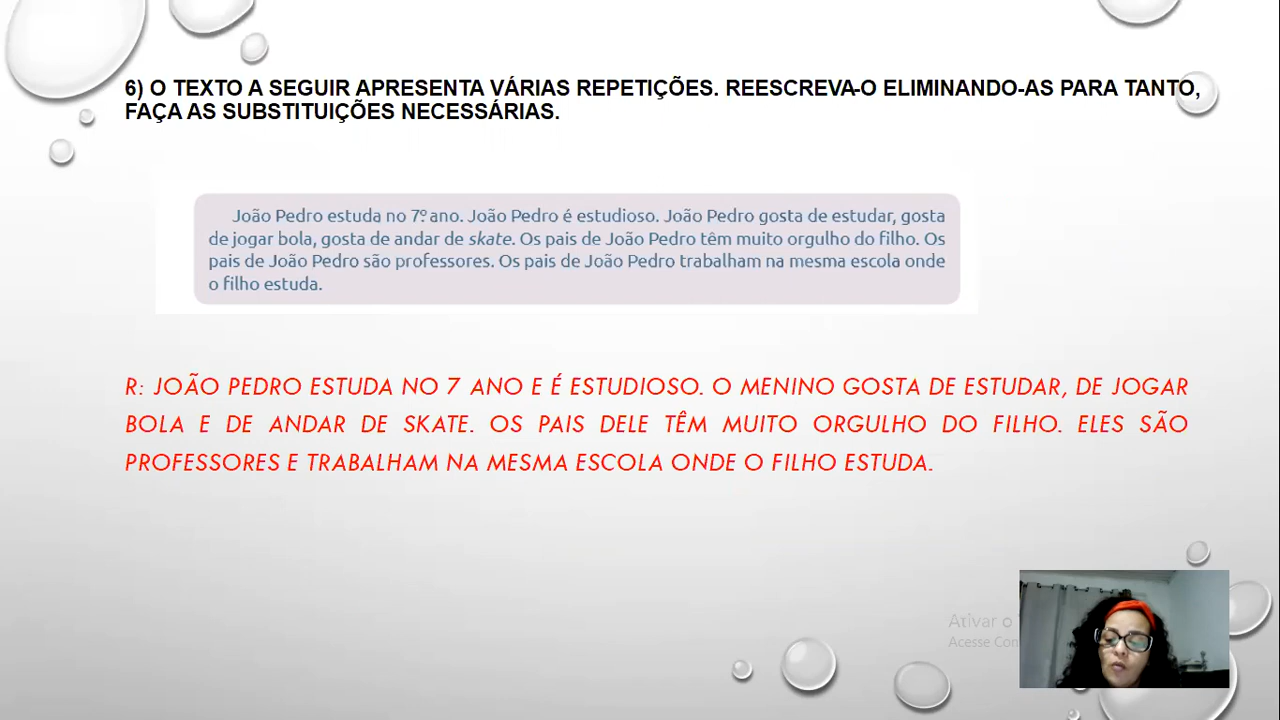 6) O TEXTO A SEGUIR APRESENTA VÁRIAS REPETIÇÕES. REESCREVA-O ELIMINANDO-AS PARA TANTO,
FAÇA AS SUBSTITUIÇÕES NECESSÁRIAS.
João Pedro estuda no 7º ano. João Pedro é estudioso. João Pedro gosta de estudar, gosta
de jogar bola, gosta de andar de skate. Os pais de João Pedro têm muito orgulho do filho. Os
pais de João Pedro são professores. Os pais de João Pedro trabalham na mesma escola onde
o filho estuda.
R: JOÃO PEDRO ESTUDA NO 7 ANO E É ESTUDIOSO. O MENINO GOSTA DE ESTUDAR, DE JOGAR
BOLA E DE ANDAR DE SKATE. OS PAIS DELE TÊM MUITO ORGULHO DO FILHO. ELES SÃO
PROFESSORES E TRABALHAM NA MESMA ESCOLA ONDE O FILHO ESTUDA.
Ativar o
Acesse Con